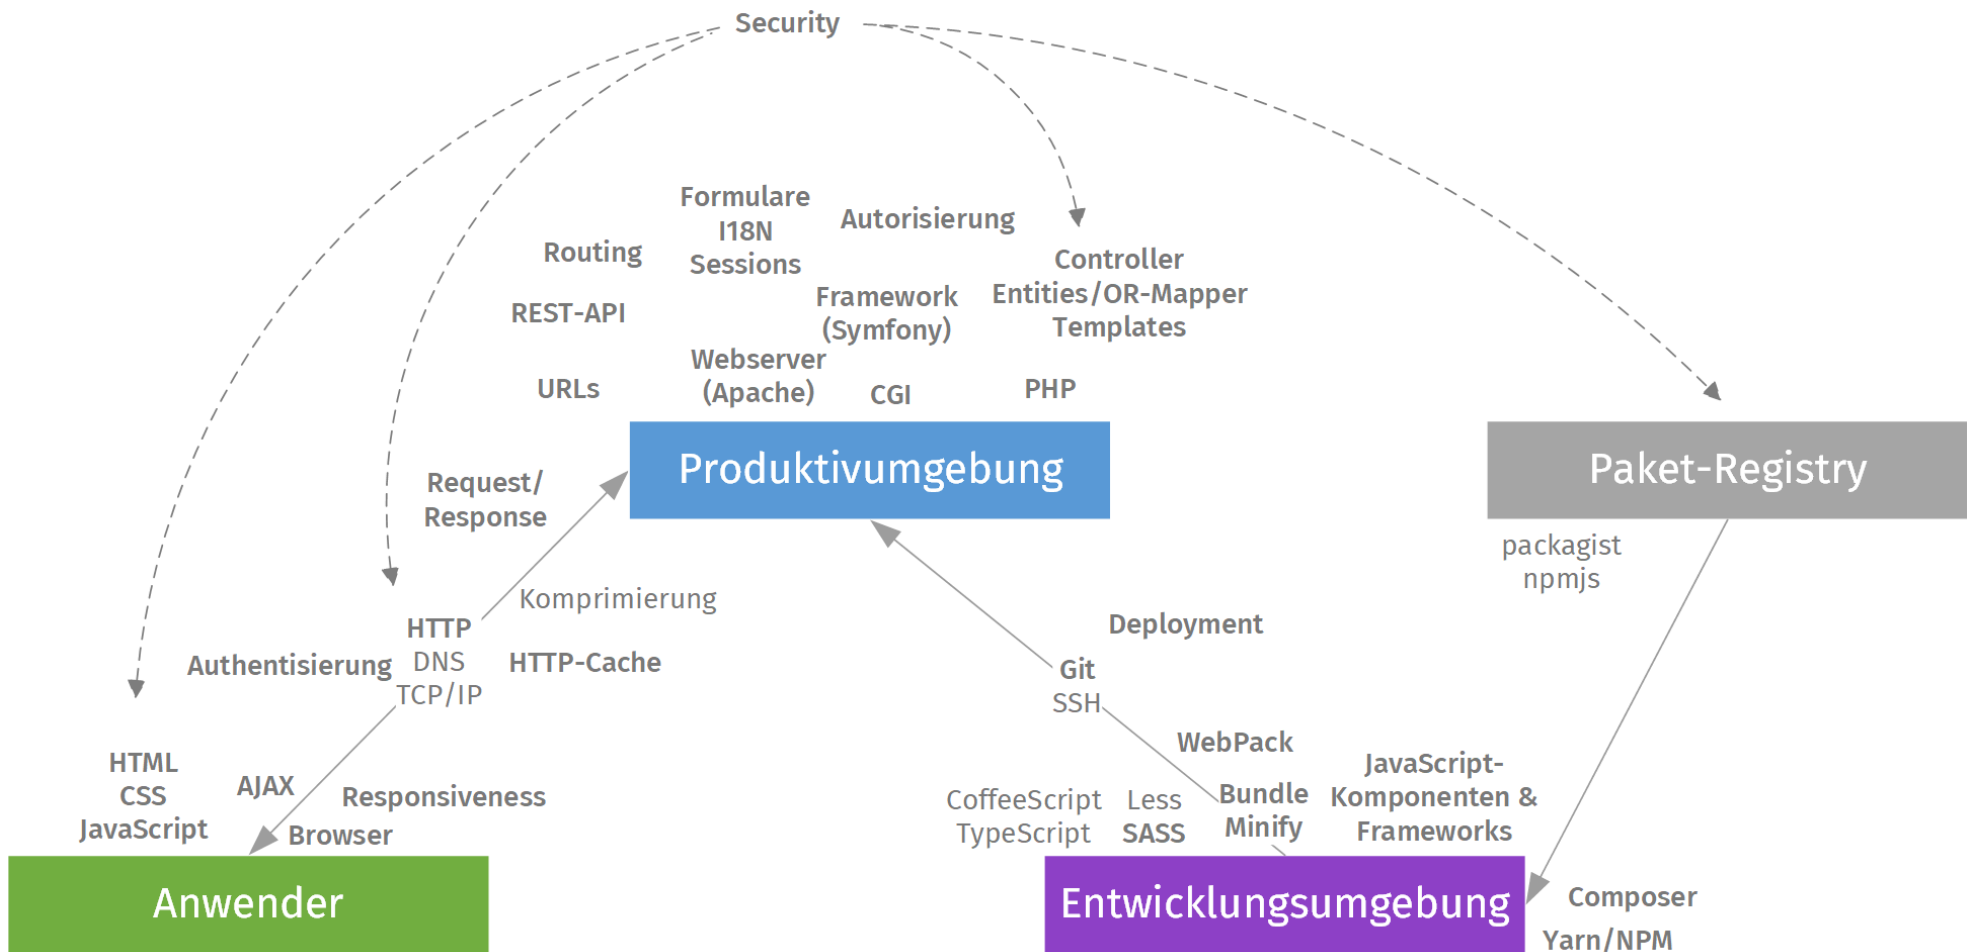 Security
Formulare
I18N
Sessions
Autorisierung
Routing
Controller
Entities/OR-Mapper
Templates
REST-API
Framework
(Symfony)
Webserver
(Apache)
URLs
CGI
PHP
Produktivumgebung
Paket-Registry
Request/
Response
packagist
npmjs
Komprimierung
HTTP
DNS
TCP/IP
Authentisierung
HTTP-Cache
Deployment
Git
SSH
WebPack
HTML
CSS
JavaScript
AJAX
Responsiveness
Browser
CoffeeScript
TypeScript
Less
SASS
Bundle
Minify
JavaScript-
Komponenten &
Frameworks
Anwender
Entwicklungsumgebung
Composer
Yarn/NPM